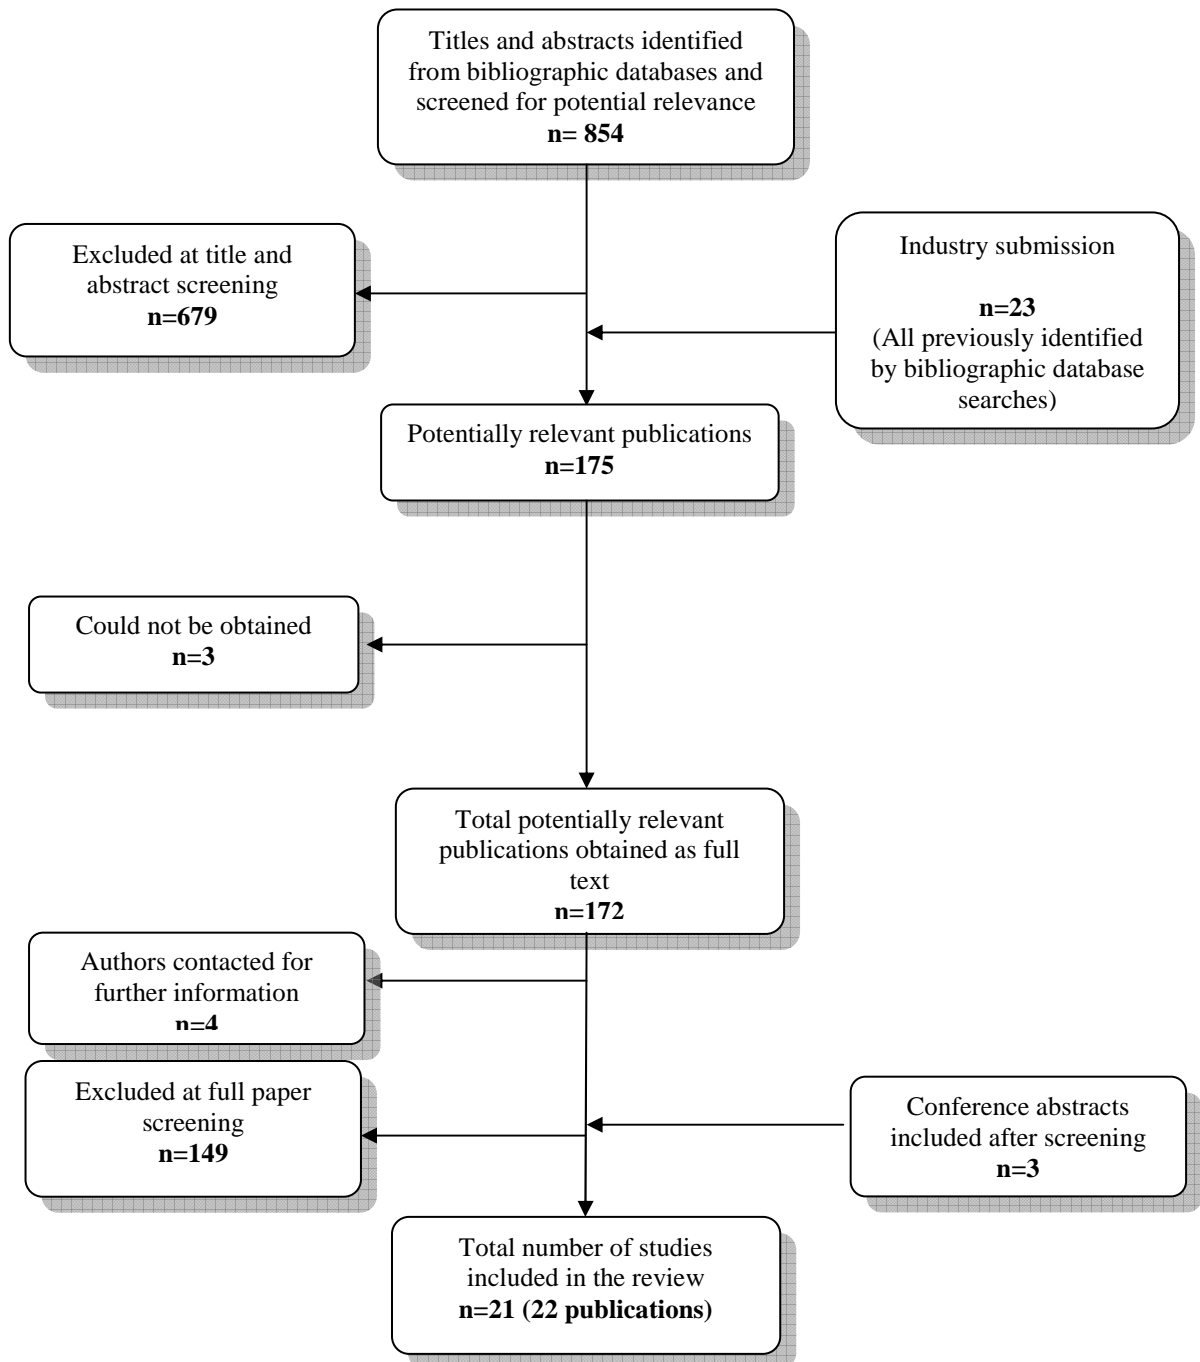 Titles and abstracts identified
from bibliographic databases and
screened for potential relevance
n= 854
Excluded at title and
abstract screening
n=679
Industry submission
n=23
(All previously identified
by bibliographic database
searches)
Potentially relevant publications
n=175
Could not be obtained
n=3
Total potentially relevant
publications obtained as full
text
n=172
Authors contacted for
further information
n=4
Excluded at full paper
screening
n=149
Conference abstracts
included after screening
n=3
Total number of studies
included in the review
n=21 (22 publications)